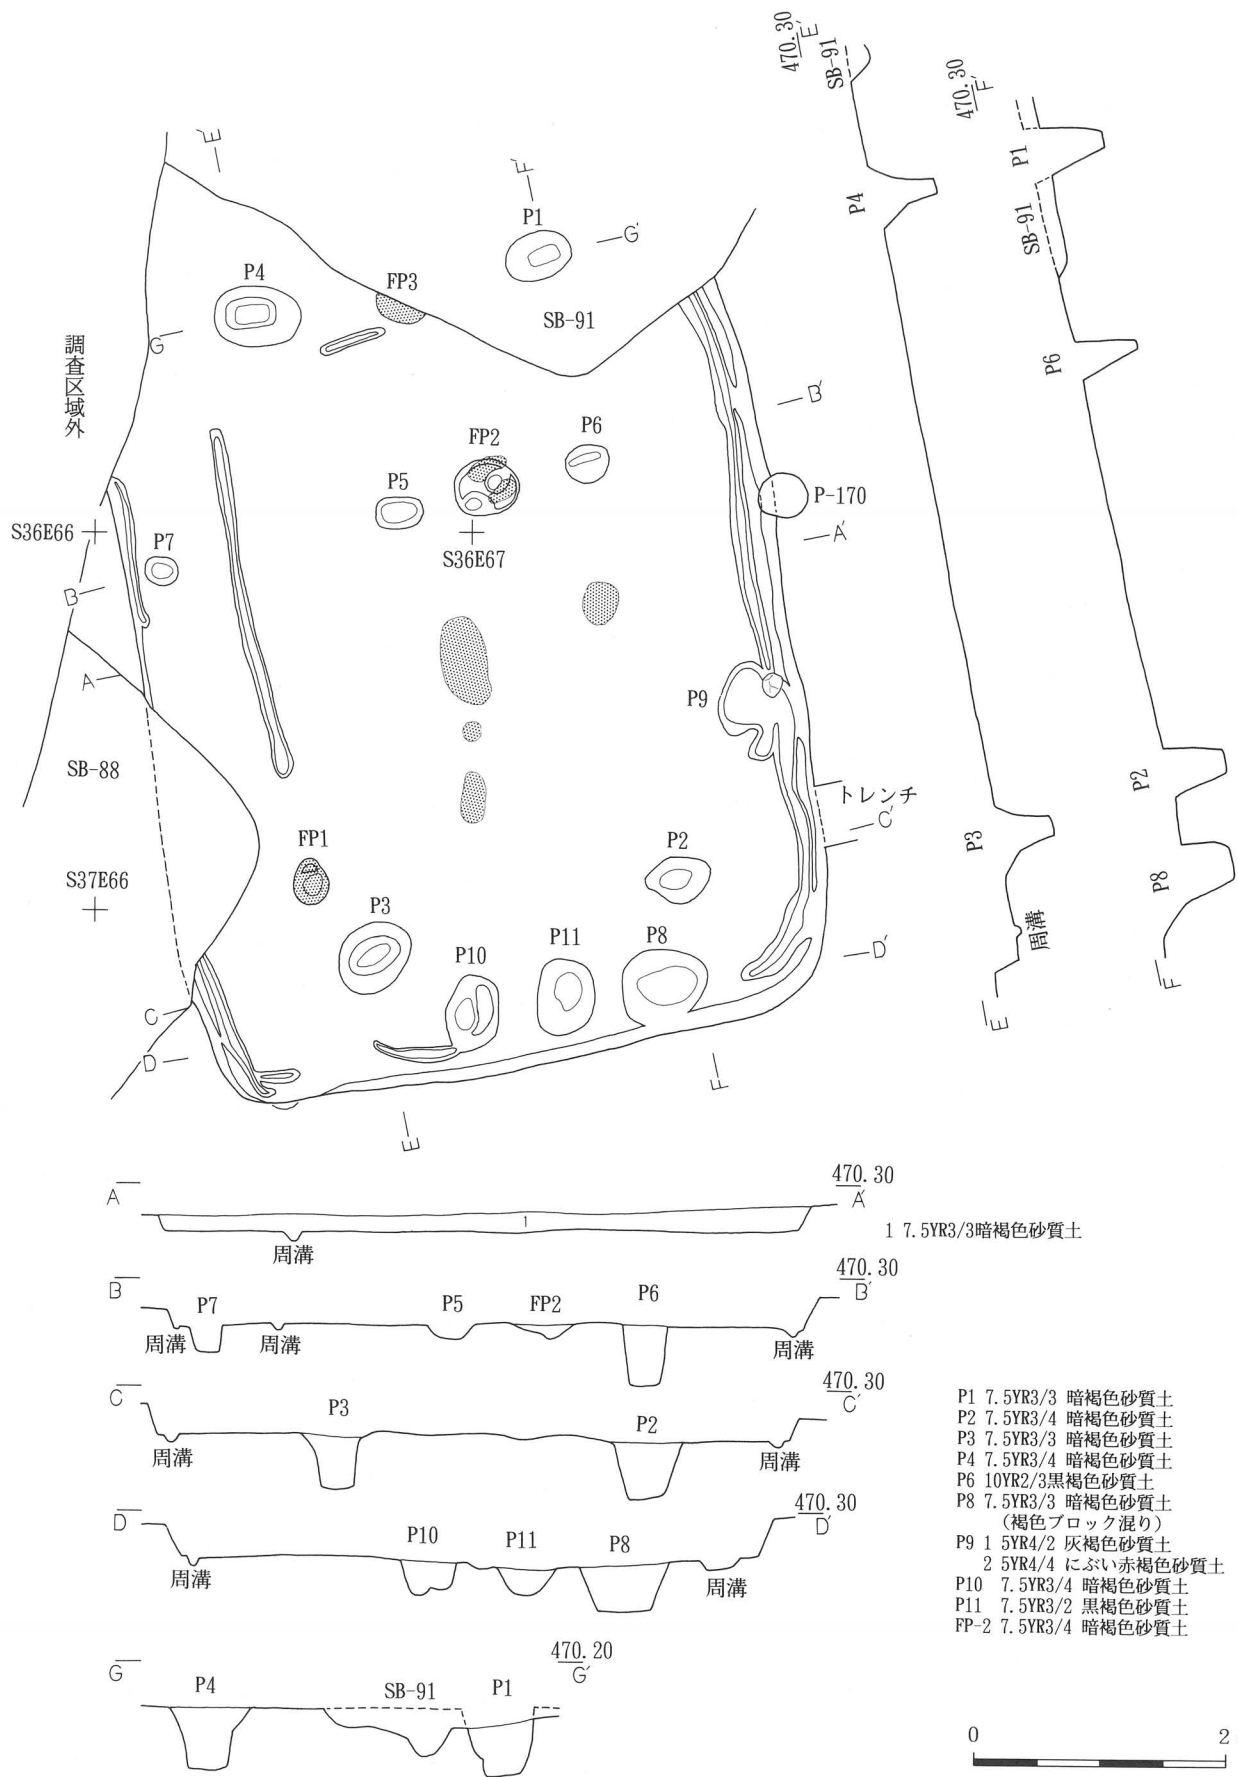 470.30
E′
SB-91
P4
P3
周溝
E
470.30
F′
P1
SB-91
P6
P2
P8
F
E′
F′
P1
G′
P4
FP3
SB-91
G
調査区域外
B′
P6
FP2
P5
P-170
S36E66
A′
P7
S36E67
B
A
P9
SB-88
トレンチ
C′
FP1
P2
S37E66
P3
P10
P11
P8
D′
C
D
F
E
A
470.30
A′
1
周溝
1 7.5YR3/3暗褐色砂質土
B
470.30
B′
P7
P5
FP2
P6
周溝
周溝
周溝
C
470.30
C′
P3
P2
周溝
周溝
D
470.30
D′
P10
P11
P8
周溝
周溝
P1 7.5YR3/3 暗褐色砂質土
P2 7.5YR3/4 暗褐色砂質土
P3 7.5YR3/3 暗褐色砂質土
P4 7.5YR3/4 暗褐色砂質土
P6 10YR2/3黒褐色砂質土
P8 7.5YR3/3 暗褐色砂質土
(褐色ブロック混り)
P9 1 5YR4/2 灰褐色砂質土
2 5YR4/4 にぶい赤褐色砂質土
P10 7.5YR3/4 暗褐色砂質土
P11 7.5YR3/2 黒褐色砂質土
FP-2 7.5YR3/4 暗褐色砂質土
G
470.20
G′
P4
SB-91
P1
0
2